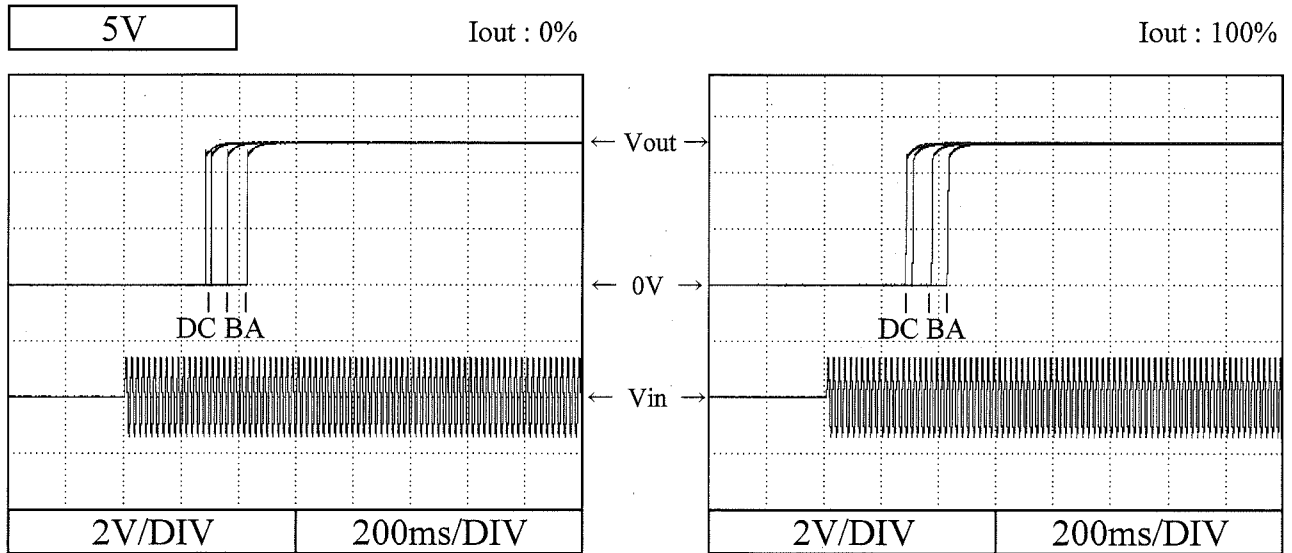 5V
Iout : 0%
Iout : 100%
← Vout →
← 0V →
DC BA
DC BA
← Vin →
2V/DIV
200ms/DIV
2V/DIV
200ms/DIV